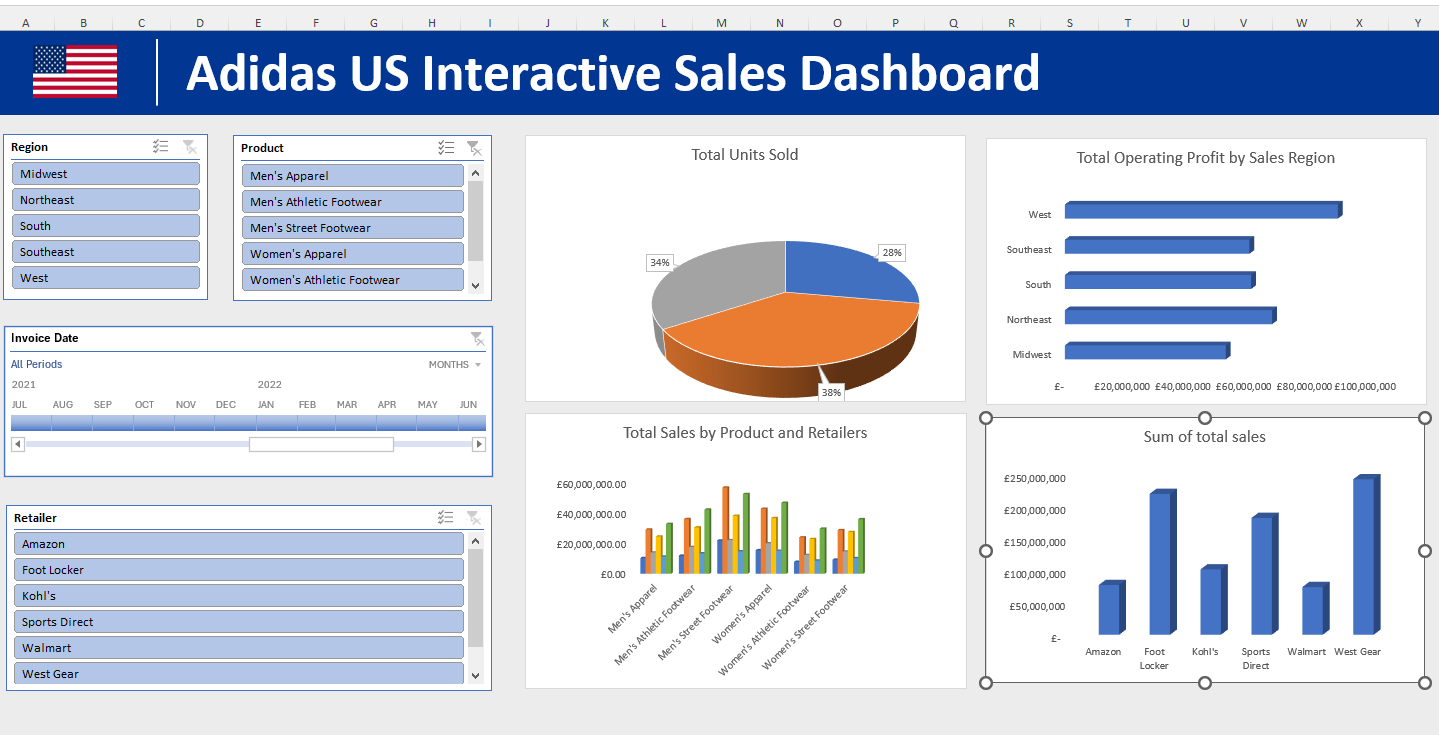 A B C D E F G H I J K L M N O P Q R S T U V W X Y
Adidas US Interactive Sales Dashboard
Region
Midwest
Northeast
South
Southeast
West
Product
Men's Apparel
Men's Athletic Footwear
Men's Street Footwear
Women's Apparel
Women's Athletic Footwear
Invoice Date
All Periods
MONTHS
2021 2022
JUL AUG SEP OCT NOV DEC JAN FEB MAR APR MAY JUN
Retailer
Amazon
Foot Locker
Kohl's
Sports Direct
Walmart
West Gear
Total Units Sold
28%
34%
38%
Total Operating Profit by Sales Region
West
Southeast
South
Northeast
Midwest
£- £20,000,000 £40,000,000 £60,000,000 £80,000,000 £100,000,000
Total Sales by Product and Retailers
£60,000,000.00
£40,000,000.00
£20,000,000.00
£0.00
Men's Apparel
Men's Athletic Footwear
Men's Street Footwear
Women's Apparel
Women's Athletic Footwear
Women's Street Footwear
Sum of total sales
£250,000,000
£200,000,000
£150,000,000
£100,000,000
£50,000,000
£-
Amazon
Foot
Locker
Kohl's
Sports
Direct
Walmart
West Gear